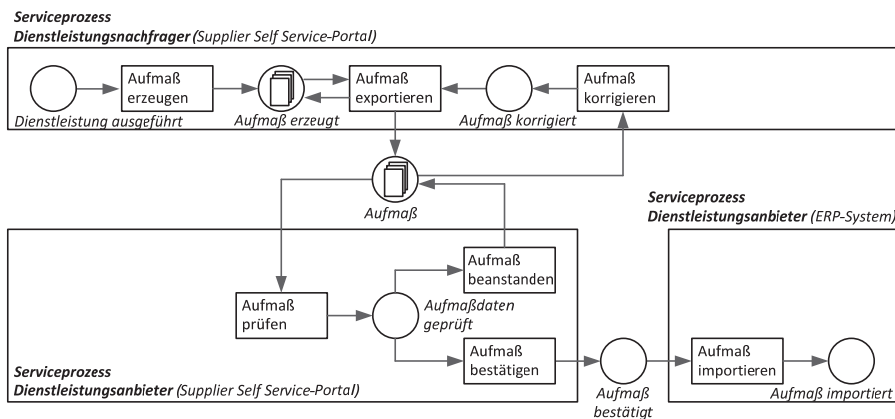 Serviceprozess
Dienstleistungsnachfrager (Supplier Self Service-Portal)
Aufmaß
erzeugen
Aufmaß
exportieren
Aufmaß
korrigieren
Dienstleistung ausgeführt
Aufmaß erzeugt
Aufmaß korrigiert
Aufmaß
Serviceprozess
Dienstleistungsanbieter (ERP-System)
Aufmaß
beanstanden
Aufmaß
prüfen
Aufmaßdaten
geprüft
Aufmaß
bestätigen
Aufmaß
importieren
Serviceprozess
Dienstleistungsanbieter (Supplier Self Service-Portal)
Aufmaß
bestätigt
Aufmaß importiert